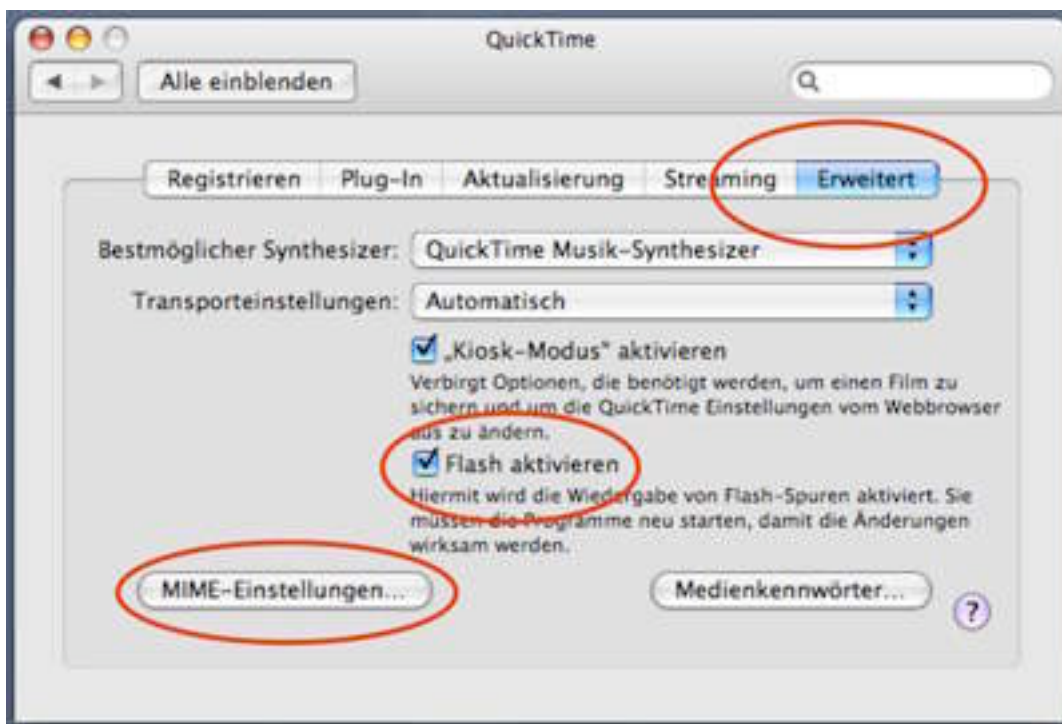 QuickTime
Alle einblenden
Registrieren Plug-In Aktualisierung Streaming Erweitert
Bestmöglicher Synthesizer: QuickTime Musik-Synthesizer
Transporteinstellungen: Automatisch
„Kiosk-Modus" aktivieren
Verbirgt Optionen, die benötigt werden, um einen Film zu
sichern und um die QuickTime Einstellungen vom Webbrowser
aus zu ändern.
Flash aktivieren
Hiermit wird die Wiedergabe von Flash-Spuren aktiviert. Sie
müssen die Programme neu starten, damit die Änderungen
wirksam werden.
MIME-Einstellungen... Medienkennwörter... ?